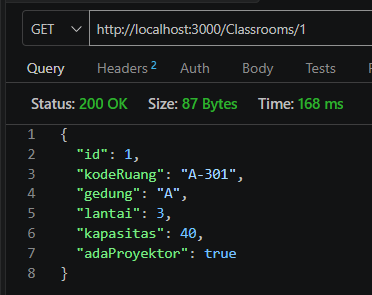 GET http://localhost:3000/Classrooms/1
Query Headers 2 Auth Body Tests
Status: 200 OK Size: 87 Bytes Time: 168 ms
1 {
2 "id": 1,
3 "kodeRuang": "A-301",
4 "gedung": "A",
5 "lantai": 3,
6 "kapasitas": 40,
7 "adaProyektor": true
8 }